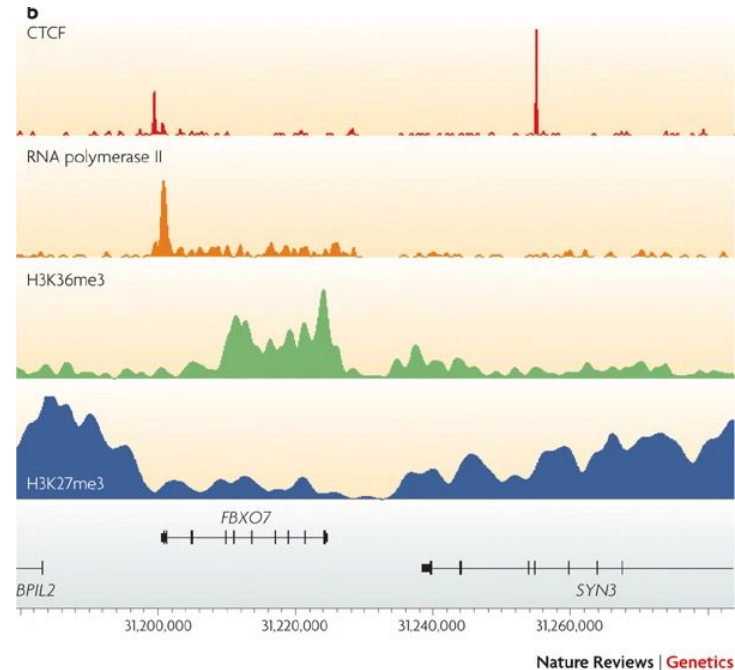 b
CTCF
RNA polymerase II
H3K36me3
H3K27me3
FBXO7
BPIL2
SYN3
31,200,000 31,220,000 31,240,000 31,260,000
Nature Reviews | Genetics